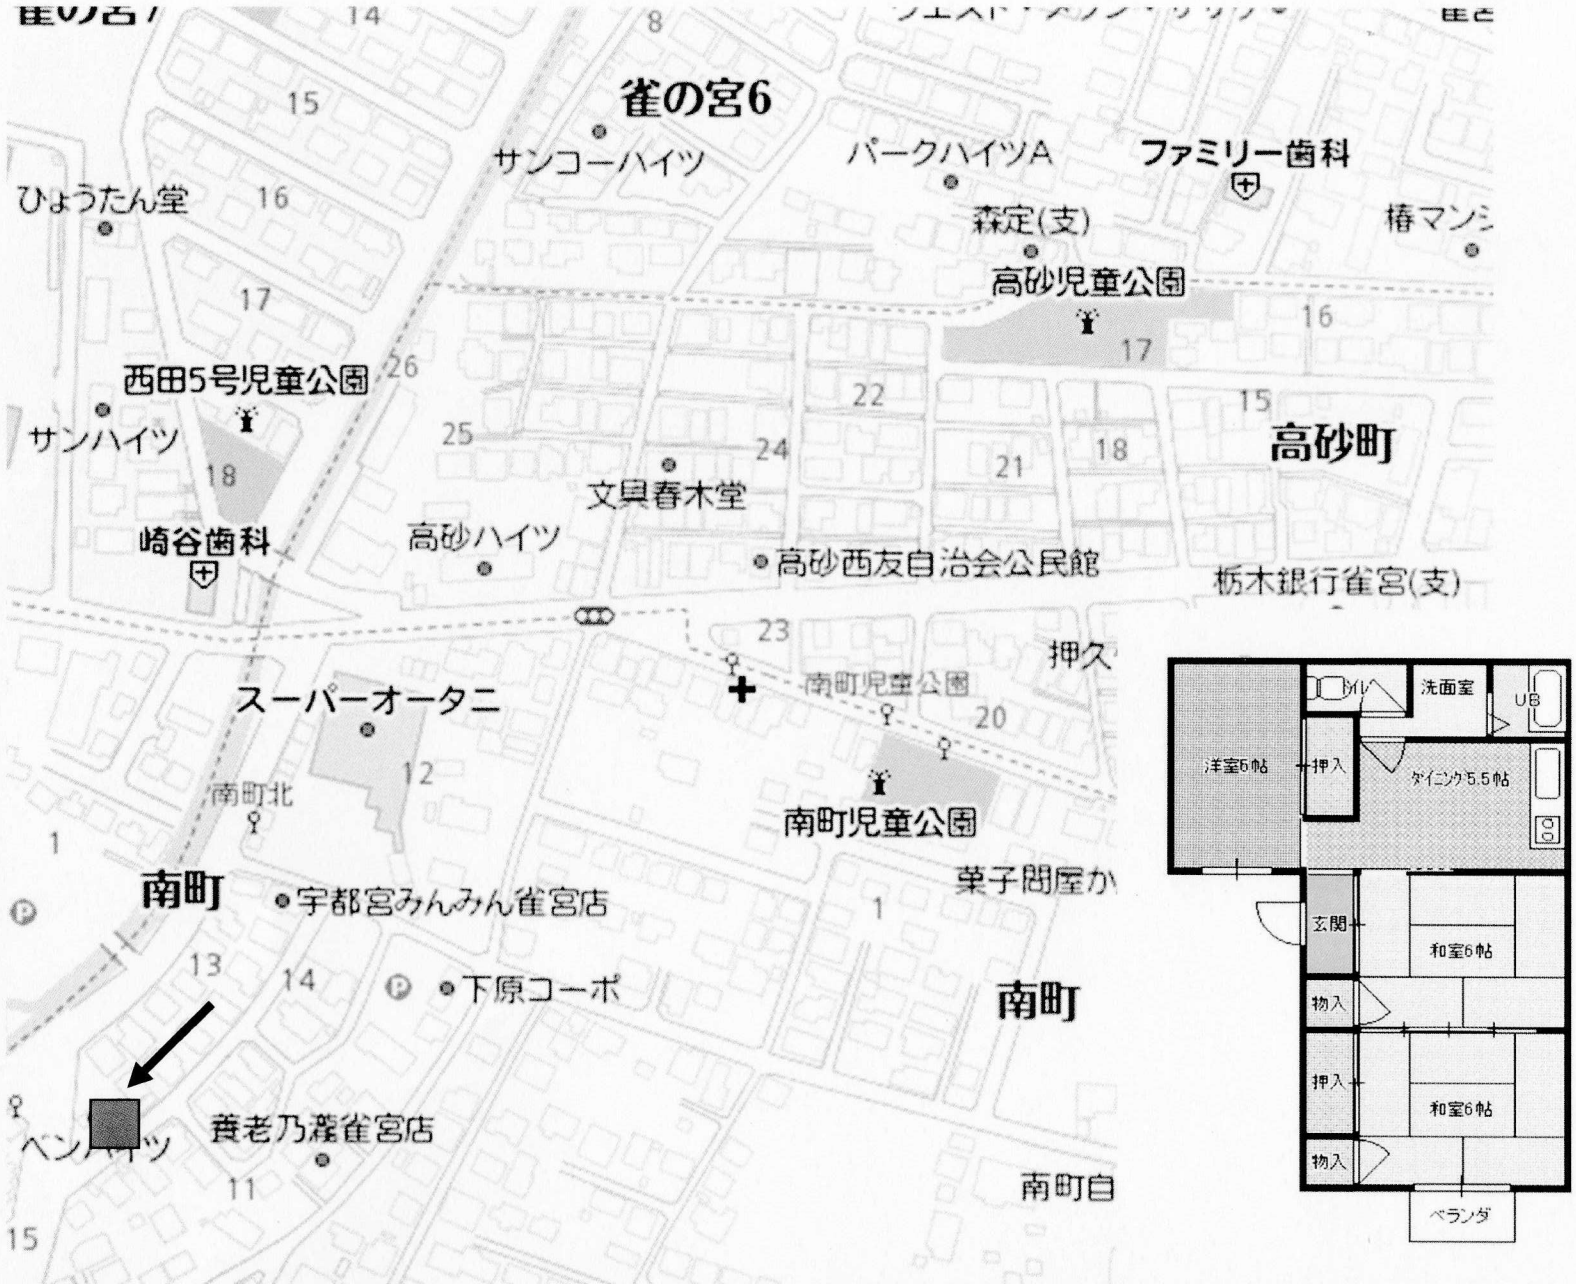 14
8
15
雀の宮6
サンコーハイツ
パークハイツA
ファミリー歯科
ひょうたん堂
16
森定(支)
椿マンシ
高砂児童公園
17
16
17
西田5号児童公園
26
22
15
サンハイツ
25
24
18
高砂町
18
21
文具春木堂
崎谷歯科
高砂ハイツ
高砂西友自治会公民館
栃木銀行雀宮(支)
23
押久
スーパーオータニ
南町児童公園
20
12
南町北
南町児童公園
1
南町
宇都宮みんみん雀宮店
菓子問屋か
P
1
13
14
P
下原コーポ
南町
養老乃瀧雀宮店
11
南町自
15
トイレ
洗面室
UB
洋室6帖
押入
ダイニング5.5帖
玄関
和室6帖
物入
押入
和室6帖
物入
ベランダ